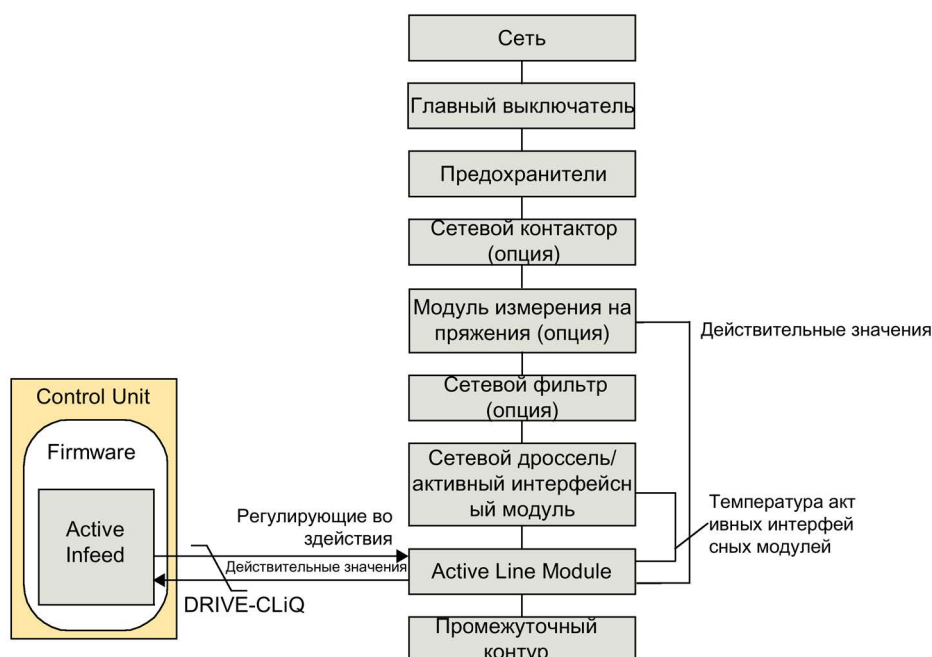 Сеть
Главный выключатель
Предохранители
Сетевой контактор
(опция)
Модуль измерения на
пряжения (опция)
Действительные значения
Сетевой фильтр
(опция)
Control Unit
Firmware
Active
Infeed
Сетевой дроссель/
активный интерфейсн
ый модуль
Температура акт
ивных интерфей
сных модулей
Регулирующие во
здействия
Действительные значения
DRIVE-CLiQ
Active Line Module
Промежуточный
контур